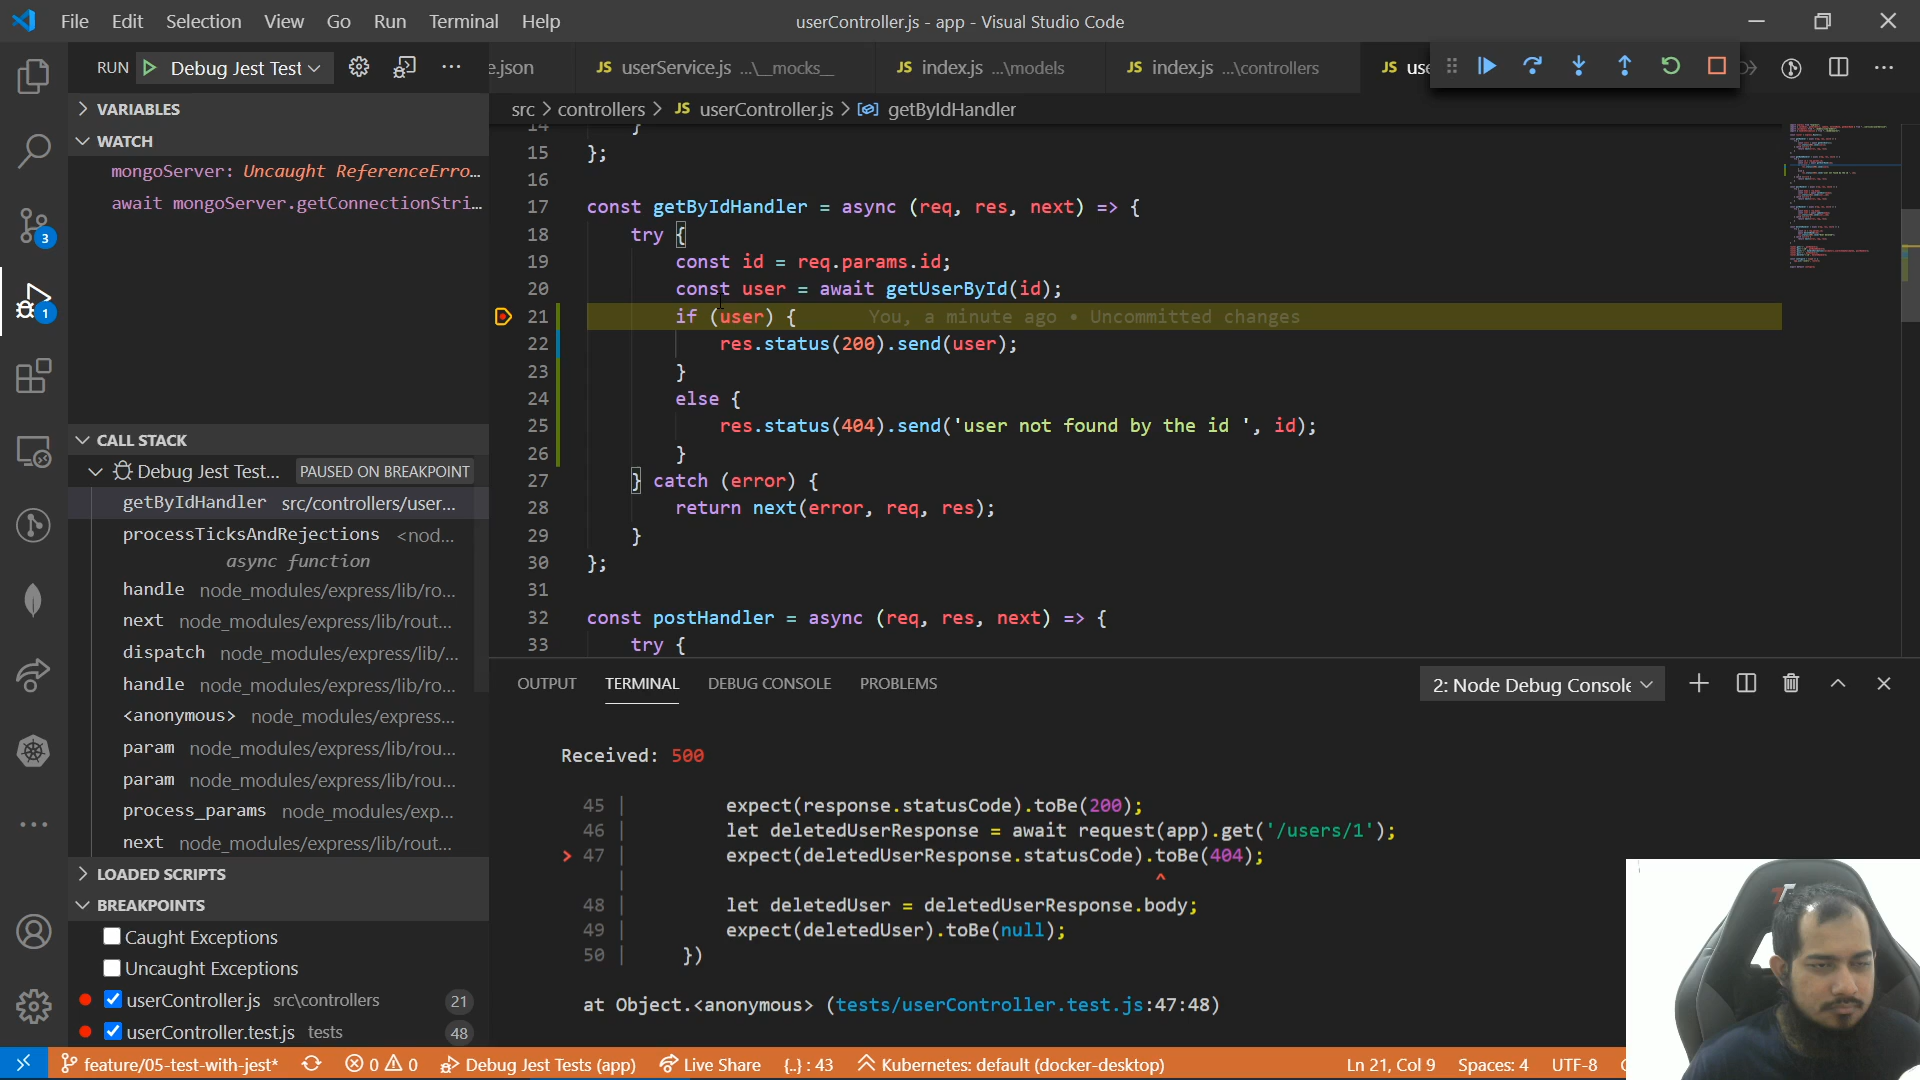 File Edit Selection View Go Run Terminal Help
userController.js - app - Visual Studio Code
RUN Debug Jest Test
e.json
JS userService.js ...\__mocks__
JS index.js ...\models
JS index.js ...\controllers
JS use
src > controllers > JS userController.js > getByIdHandler
VARIABLES
WATCH
mongoServer: Uncaught ReferenceErro...
await mongoServer.getConnectionStri...
3
1
CALL STACK
Debug Jest Test... PAUSED ON BREAKPOINT
getByIdHandler src/controllers/user...
processTicksAndRejections <nod...
async function
handle node_modules/express/lib/ro...
next node_modules/express/lib/rout...
dispatch node_modules/express/lib/...
handle node_modules/express/lib/ro...
<anonymous> node_modules/express...
param node_modules/express/lib/rou...
param node_modules/express/lib/rou...
process_params node_modules/exp...
next node_modules/express/lib/rout...
LOADED SCRIPTS
BREAKPOINTS
Caught Exceptions
Uncaught Exceptions
userController.js src\controllers 21
userController.test.js tests 48
14 }
15 };
16
17 const getByIdHandler = async (req, res, next) => {
18 try {
19 const id = req.params.id;
20 const user = await getUserById(id);
21 if (user) { You, a minute ago • Uncommitted changes
22 res.status(200).send(user);
23 }
24 else {
25 res.status(404).send('user not found by the id ', id);
26 }
27 } catch (error) {
28 return next(error, req, res);
29 }
30 };
31
32 const postHandler = async (req, res, next) => {
33 try {
OUTPUT TERMINAL DEBUG CONSOLE PROBLEMS
2: Node Debug Console
Received: 500
45 | expect(response.statusCode).toBe(200);
46 | let deletedUserResponse = await request(app).get('/users/1');
> 47 | expect(deletedUserResponse.statusCode).toBe(404);
| ^
48 | let deletedUser = deletedUserResponse.body;
49 | expect(deletedUser).toBe(null);
50 | })
at Object.<anonymous> (tests/userController.test.js:47:48)
feature/05-test-with-jest* 0 0 Debug Jest Tests (app) Live Share {..} : 43 Kubernetes: default (docker-desktop) Ln 21, Col 9 Spaces: 4 UTF-8